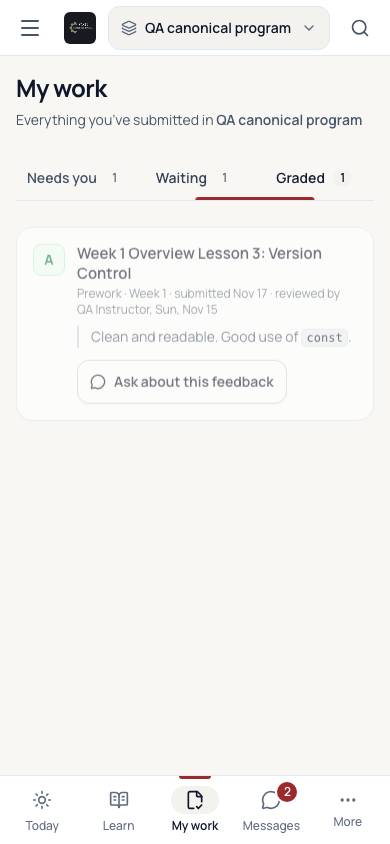 QA canonical program
My work
Everything you've submitted in QA canonical program
Needs you 1
Waiting 1
Graded 1
A
Week 1 Overview Lesson 3: Version
Control
Prework · Week 1 · submitted Nov 17 · reviewed by
QA Instructor, Sun, Nov 15
Clean and readable. Good use of const.
Ask about this feedback
2
Today
Learn
My work
Messages
More